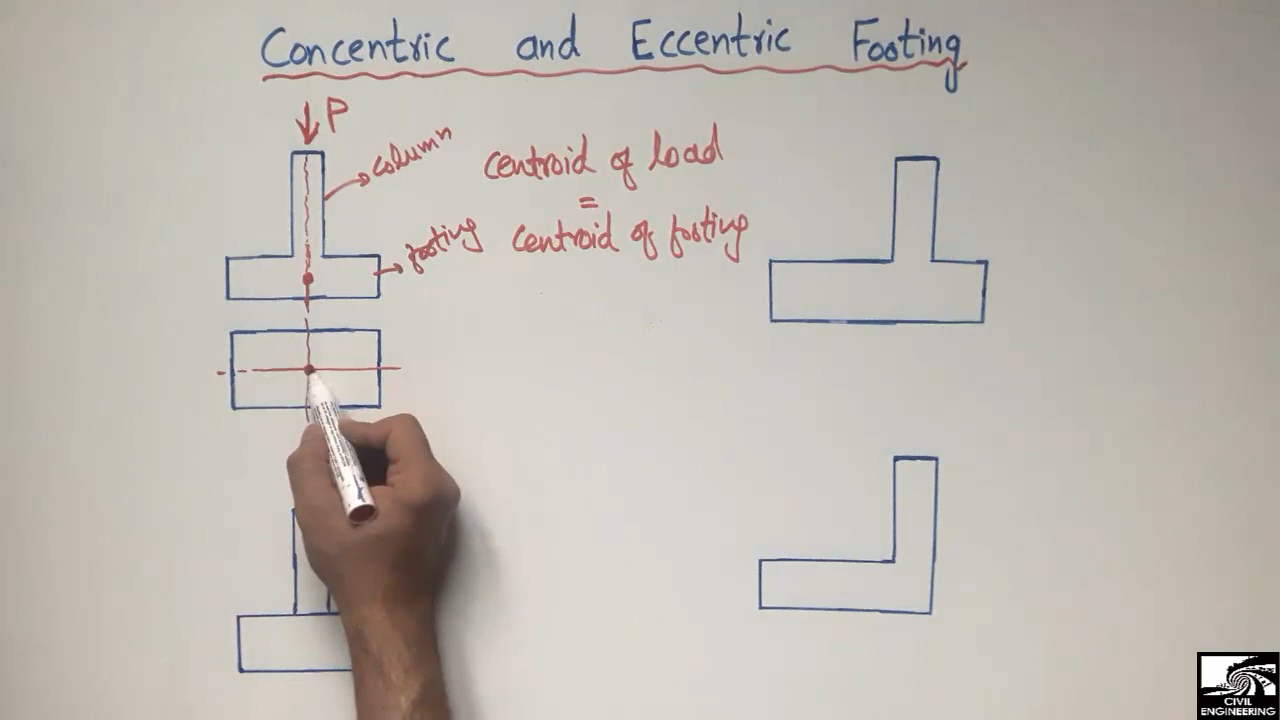 Concentric and Eccentric Footing
P
column
footing
centroid of load
=
centroid of footing
CIVIL
ENGINEERING